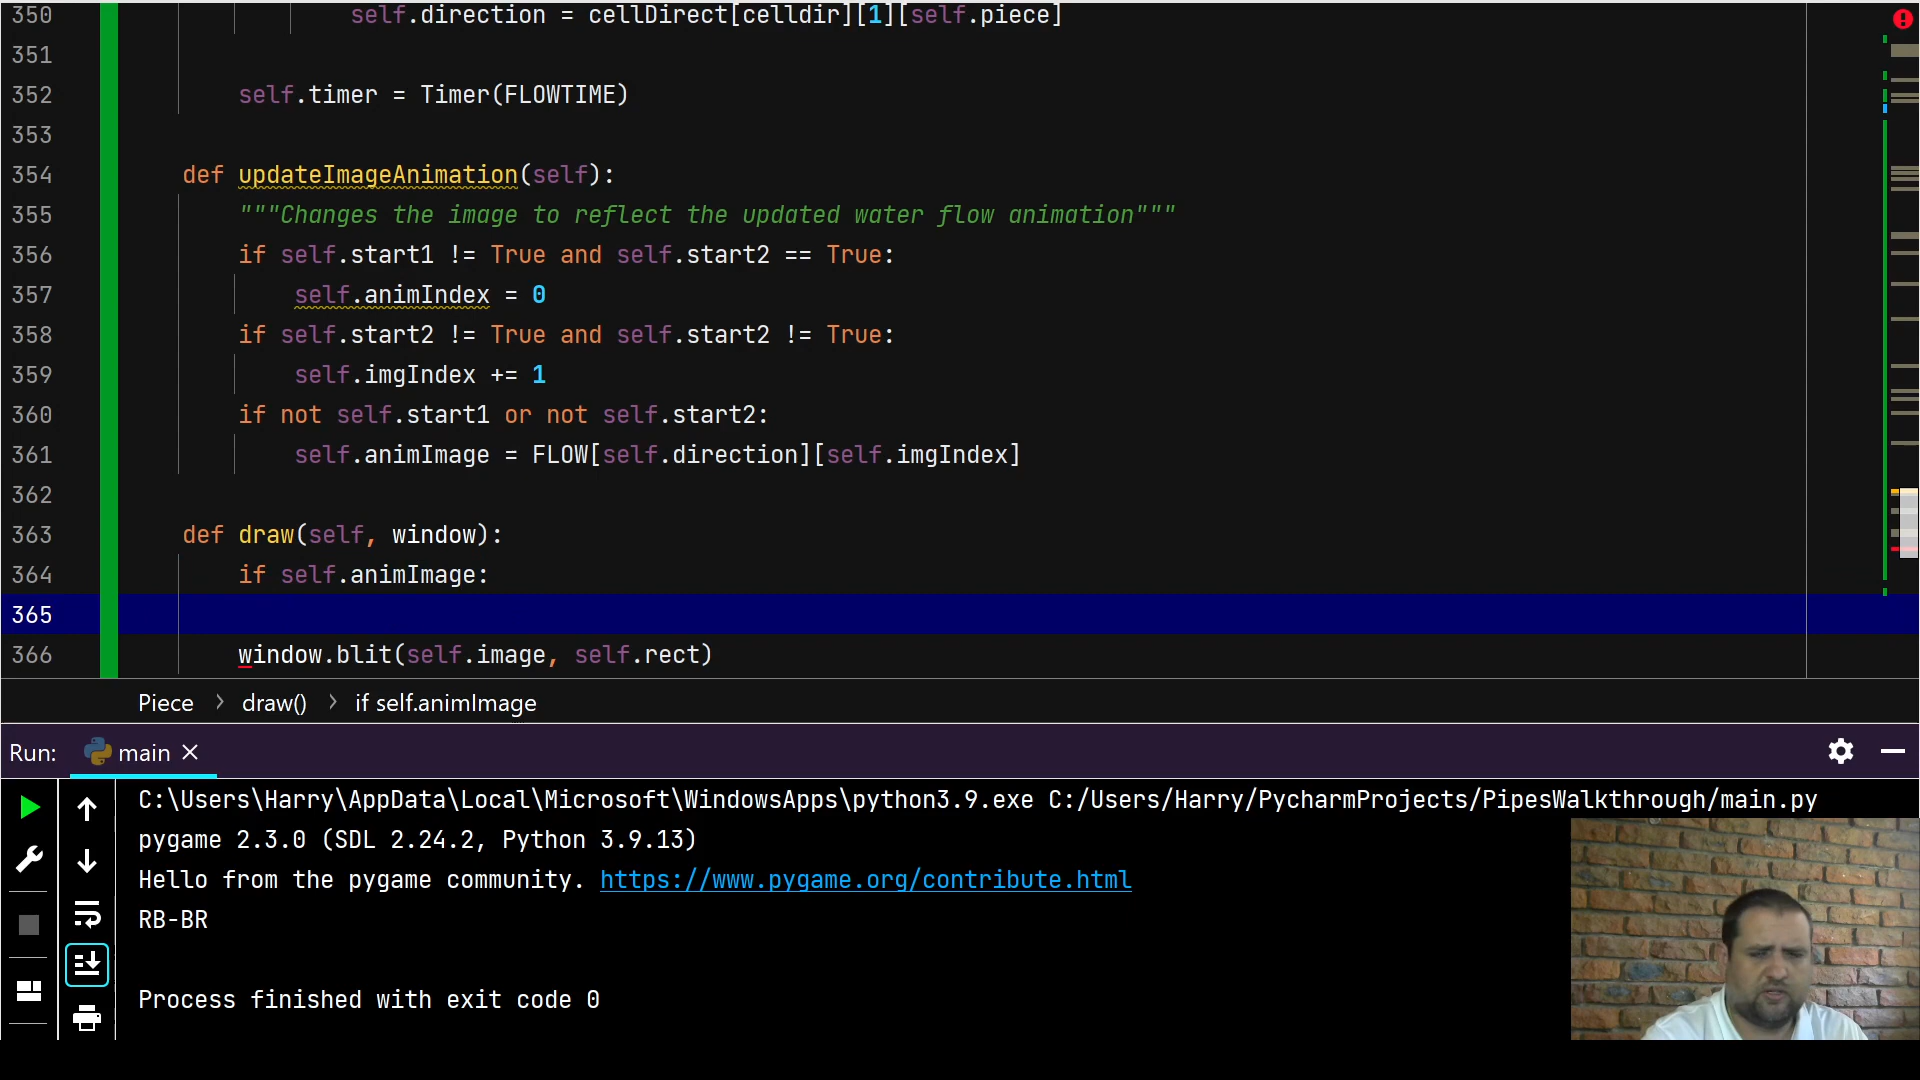 350 self.direction = cellDirect[celldir][1][self.piece]
351
352 self.timer = Timer(FLOWTIME)
353
354 def updateImageAnimation(self):
355 """Changes the image to reflect the updated water flow animation"""
356 if self.start1 != True and self.start2 == True:
357 self.animIndex = 0
358 if self.start2 != True and self.start2 != True:
359 self.imgIndex += 1
360 if not self.start1 or not self.start2:
361 self.animImage = FLOW[self.direction][self.imgIndex]
362
363 def draw(self, window):
364 if self.animImage:
365
366 window.blit(self.image, self.rect)
Piece > draw() > if self.animImage
Run: main
C:\Users\Harry\AppData\Local\Microsoft\WindowsApps\python3.9.exe C:/Users/Harry/PycharmProjects/PipesWalkthrough/main.py
pygame 2.3.0 (SDL 2.24.2, Python 3.9.13)
Hello from the pygame community. https://www.pygame.org/contribute.html
RB-BR
Process finished with exit code 0